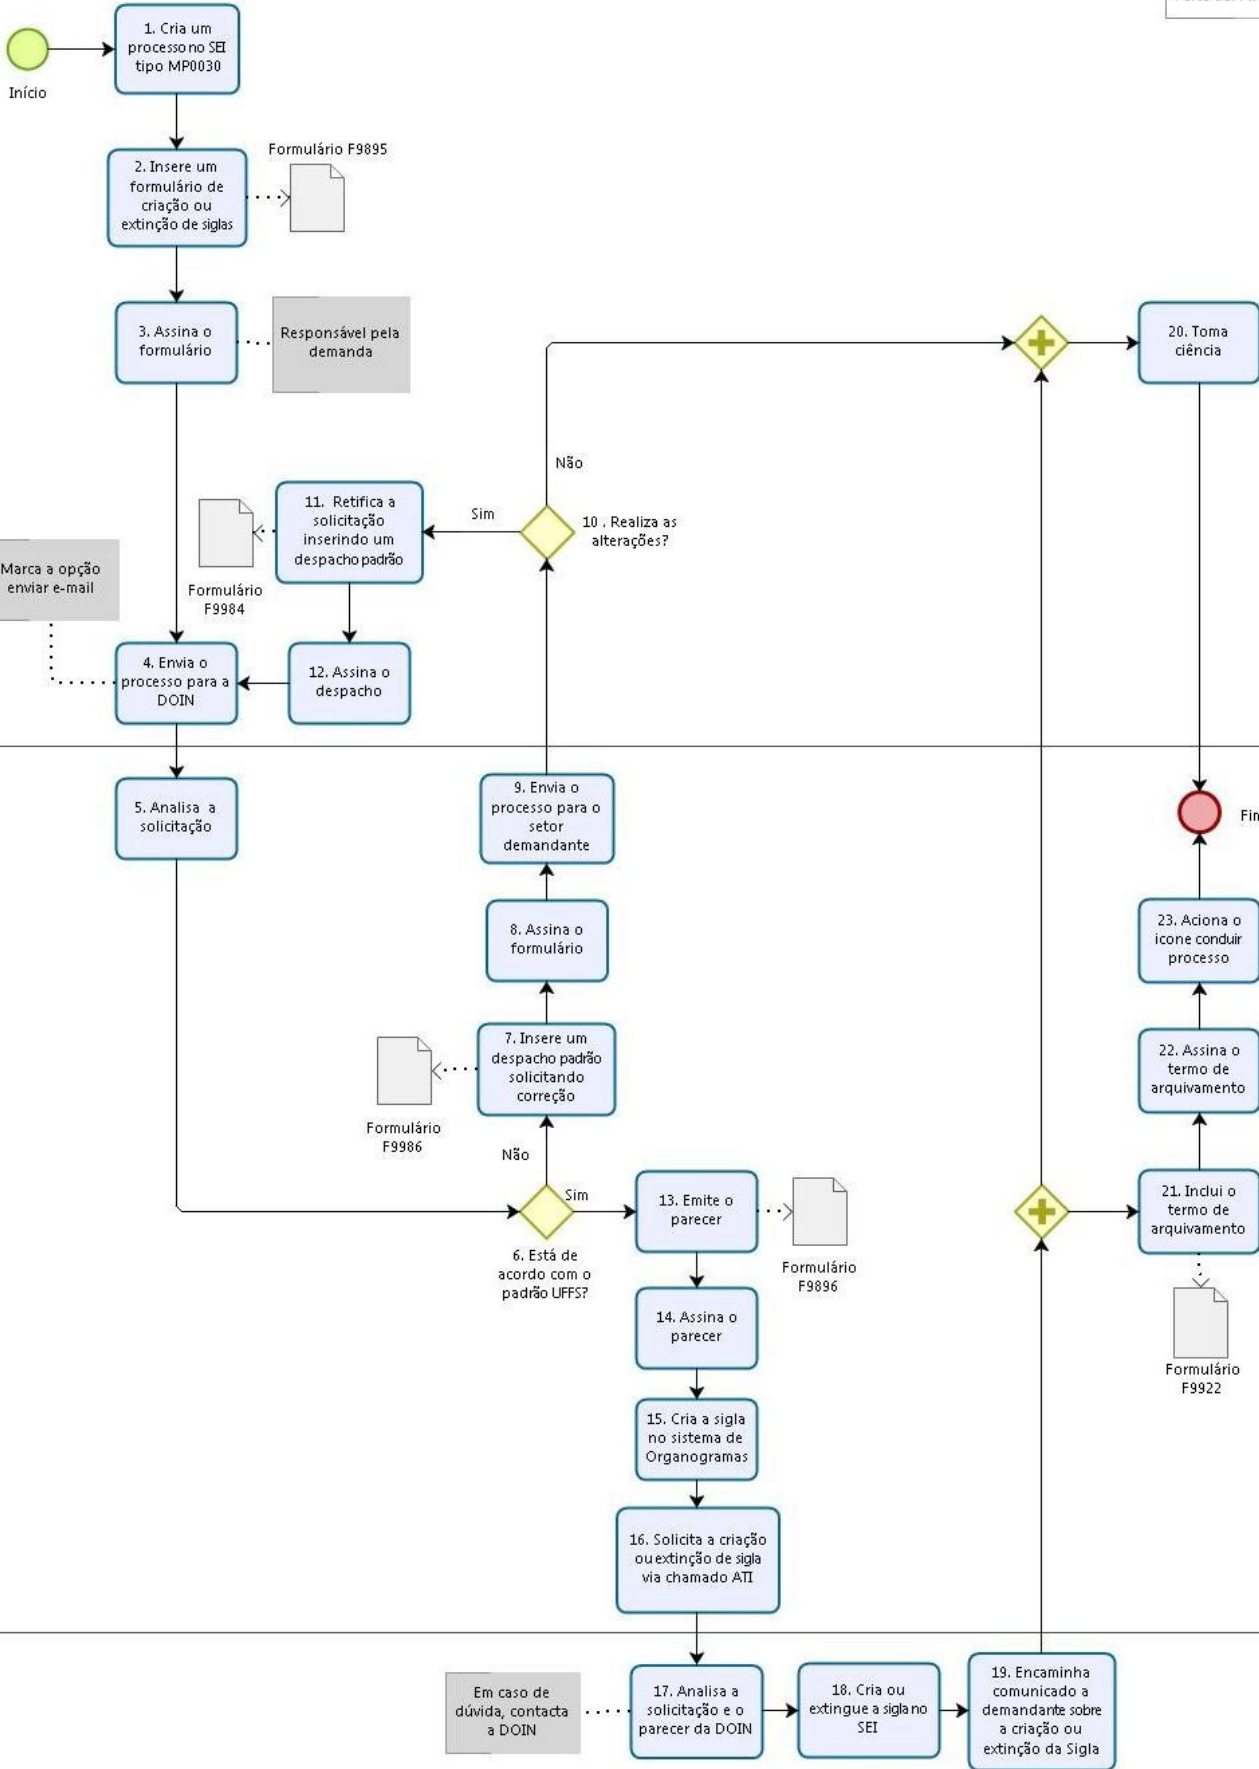 1. Cria um
processo no SEI
tipo MP0030
Início
2. Insere um
formulário de
criação ou
extinção de siglas
Formulário F9895
3. Assina o
formulário
Responsável pela
demanda
20. Toma
ciência
Não
11. Retifica a
solicitação
inserindo um
despacho padrão
Sim
10 . Realiza as
alterações?
Formulário
F9984
Marca a opção
enviar e-mail
4. Envia o
processo para a
DOIN
12. Assina o
despacho
5. Analisa a
solicitação
9. Envia o
processo para o
setor
demandante
Fin
8. Assina o
formulário
23. Aciona o
icone conduir
processo
7. Insere um
despacho padrão
solicitando
correção
22. Assina o
termo de
arquivamento
Formulário
F9986
Não
Sim
6. Está de
acordo com o
padrão UFFS?
13. Emite o
parecer
Formulário
F9896
21. Inclui o
termo de
arquivamento
14. Assina o
parecer
Formulário
F9922
15. Cria a sigla
no sistema de
Organogramas
16. Solicita a criação
ou extinção de sigla
via chamado ATI
Em caso de
dúvida, contacta
a DOIN
17. Analisa a
solicitação e o
parecer da DOIN
18. Cria ou
extingue a sigla no
SEI
19. Encaminha
comunicado a
demandante sobre
a criação ou
extinção da Sigla